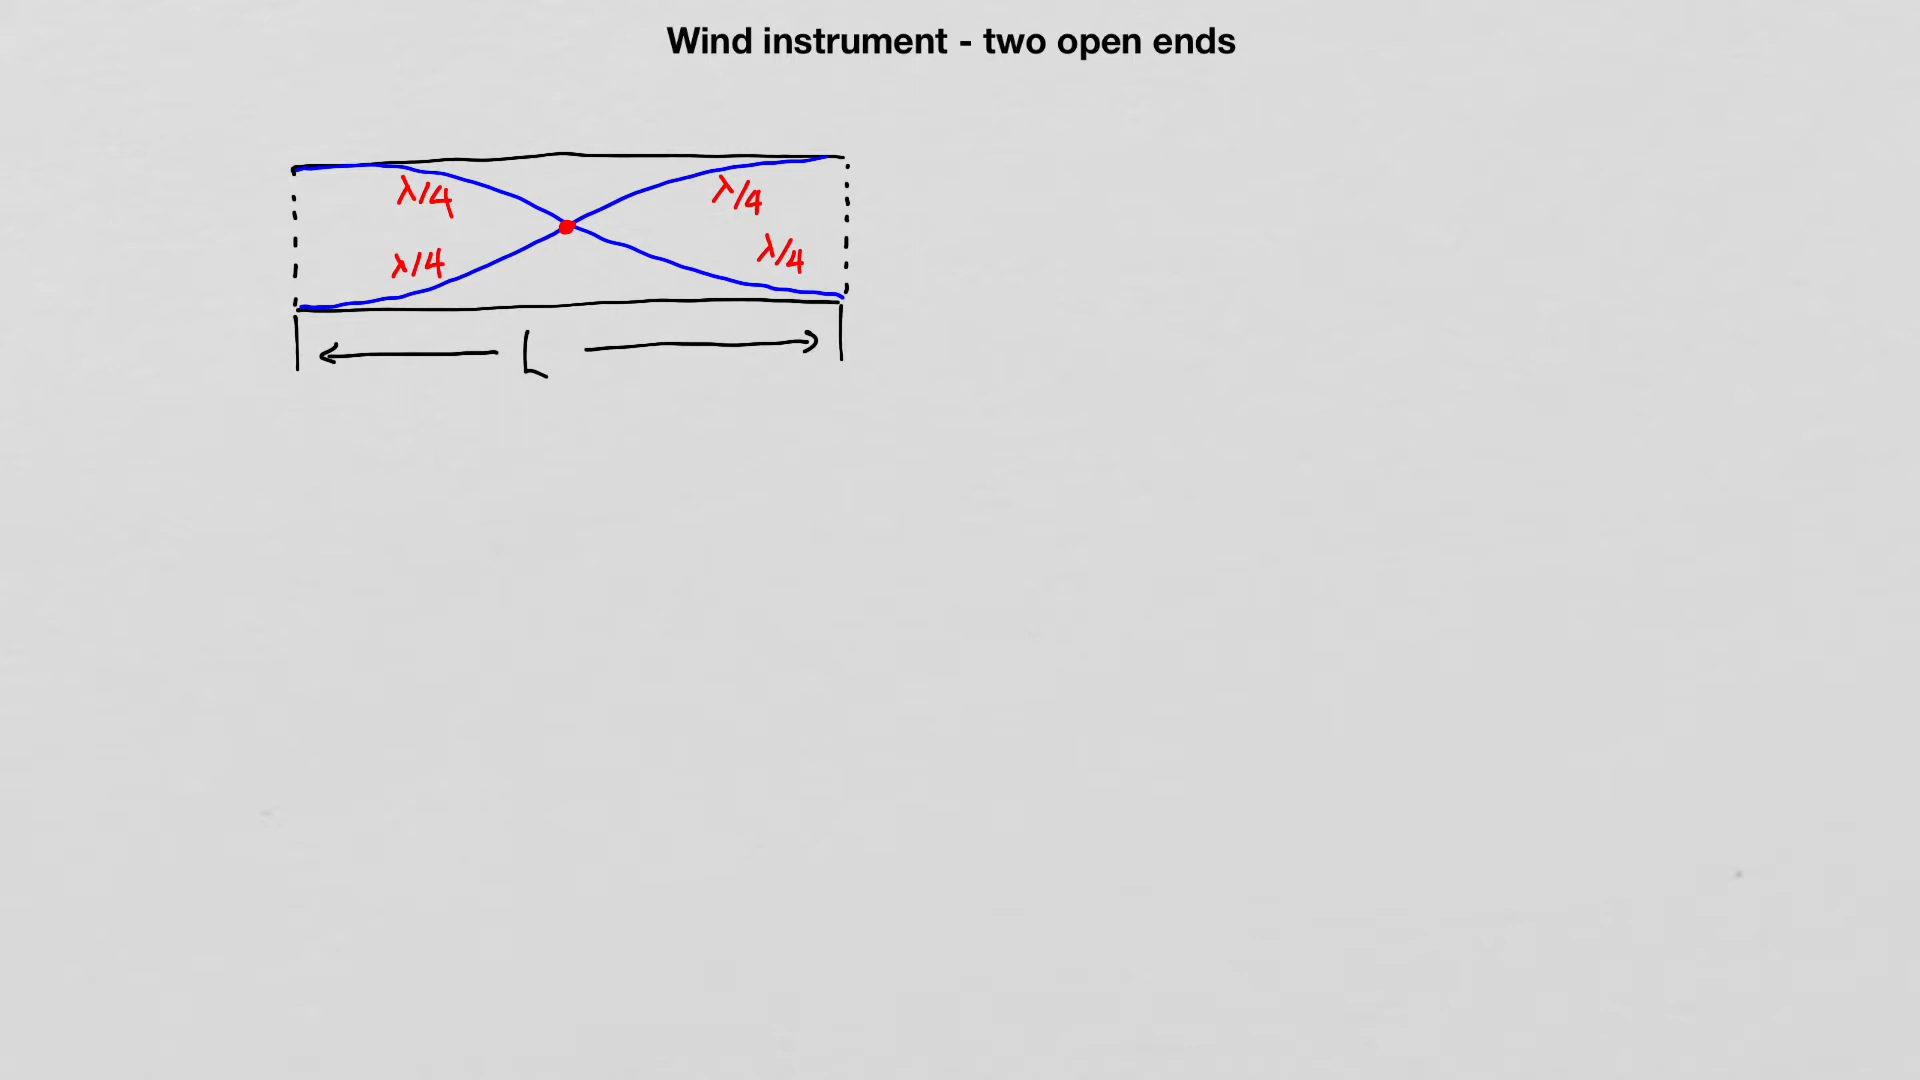 Wind instrument - two open ends
λ/4 λ/4
λ/4 λ/4
L